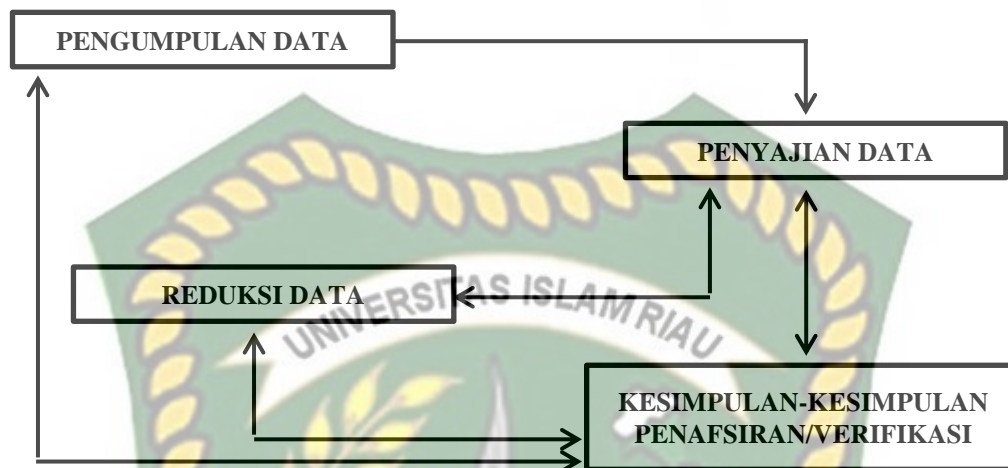 PENGUMPULAN DATA
PENYAJIAN DATA
REDUKSI DATA
UNIVERSITAS ISLAM RIAU
KESIMPULAN-KESIMPULAN
PENAFSIRAN/VERIFIKASI